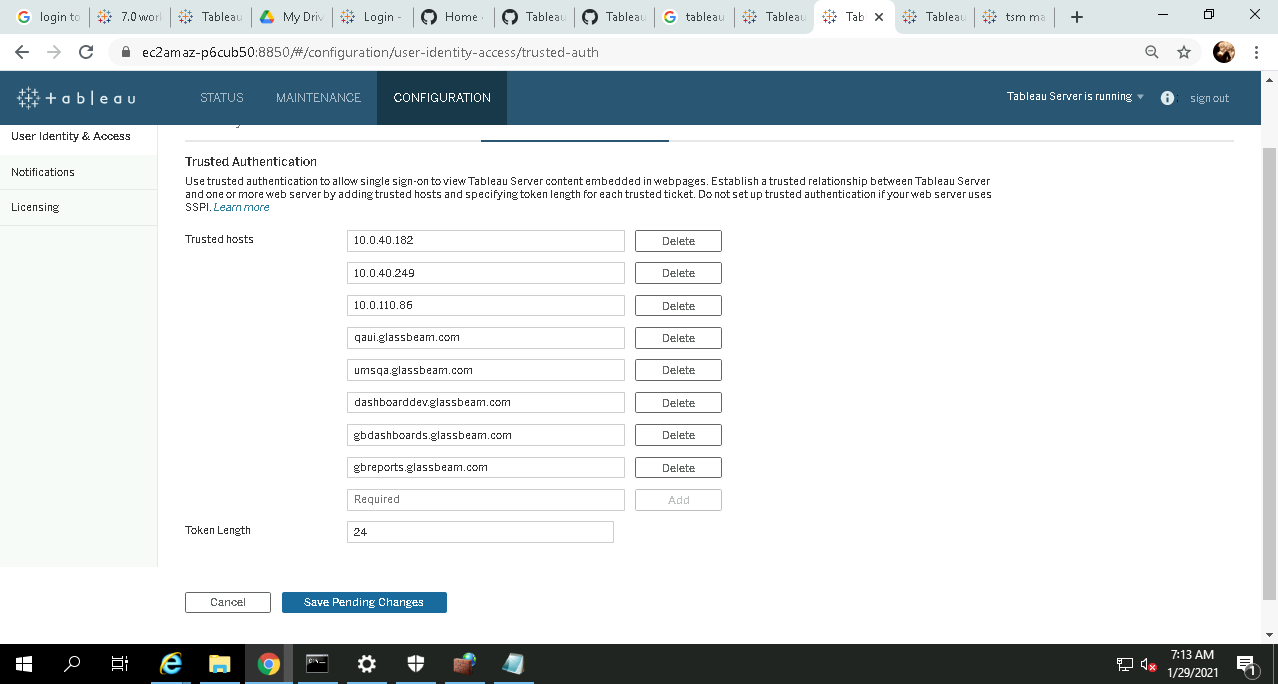 login to
7.0 work
Tableau
My Driv
Login -
Home
Tableau
Tableau
tableau
Tableau
Tab
Tableau
tsm ma
ec2amaz-p6cub50:8850/#/configuration/user-identity-access/trusted-auth
+ a b l e a u
STATUS
MAINTENANCE
CONFIGURATION
Tableau Server is running
sign out
User Identity & Access
Notifications
Licensing
Trusted Authentication
Use trusted authentication to allow single sign-on to view Tableau Server content embedded in webpages. Establish a trusted relationship between Tableau Server
and one or more web server by adding trusted hosts and specifying token length for each trusted ticket. Do not set up trusted authentication if your web server uses
SSPI. Learn more
Trusted hosts
10.0.40.182 Delete
10.0.40.249 Delete
10.0.110.86 Delete
qaui.glassbeam.com Delete
umsqa.glassbeam.com Delete
dashboarddev.glassbeam.com Delete
gbdashboards.glassbeam.com Delete
gbreports.glassbeam.com Delete
Required Add
Token Length
24
Cancel
Save Pending Changes
7:13 AM
1/29/2021
1